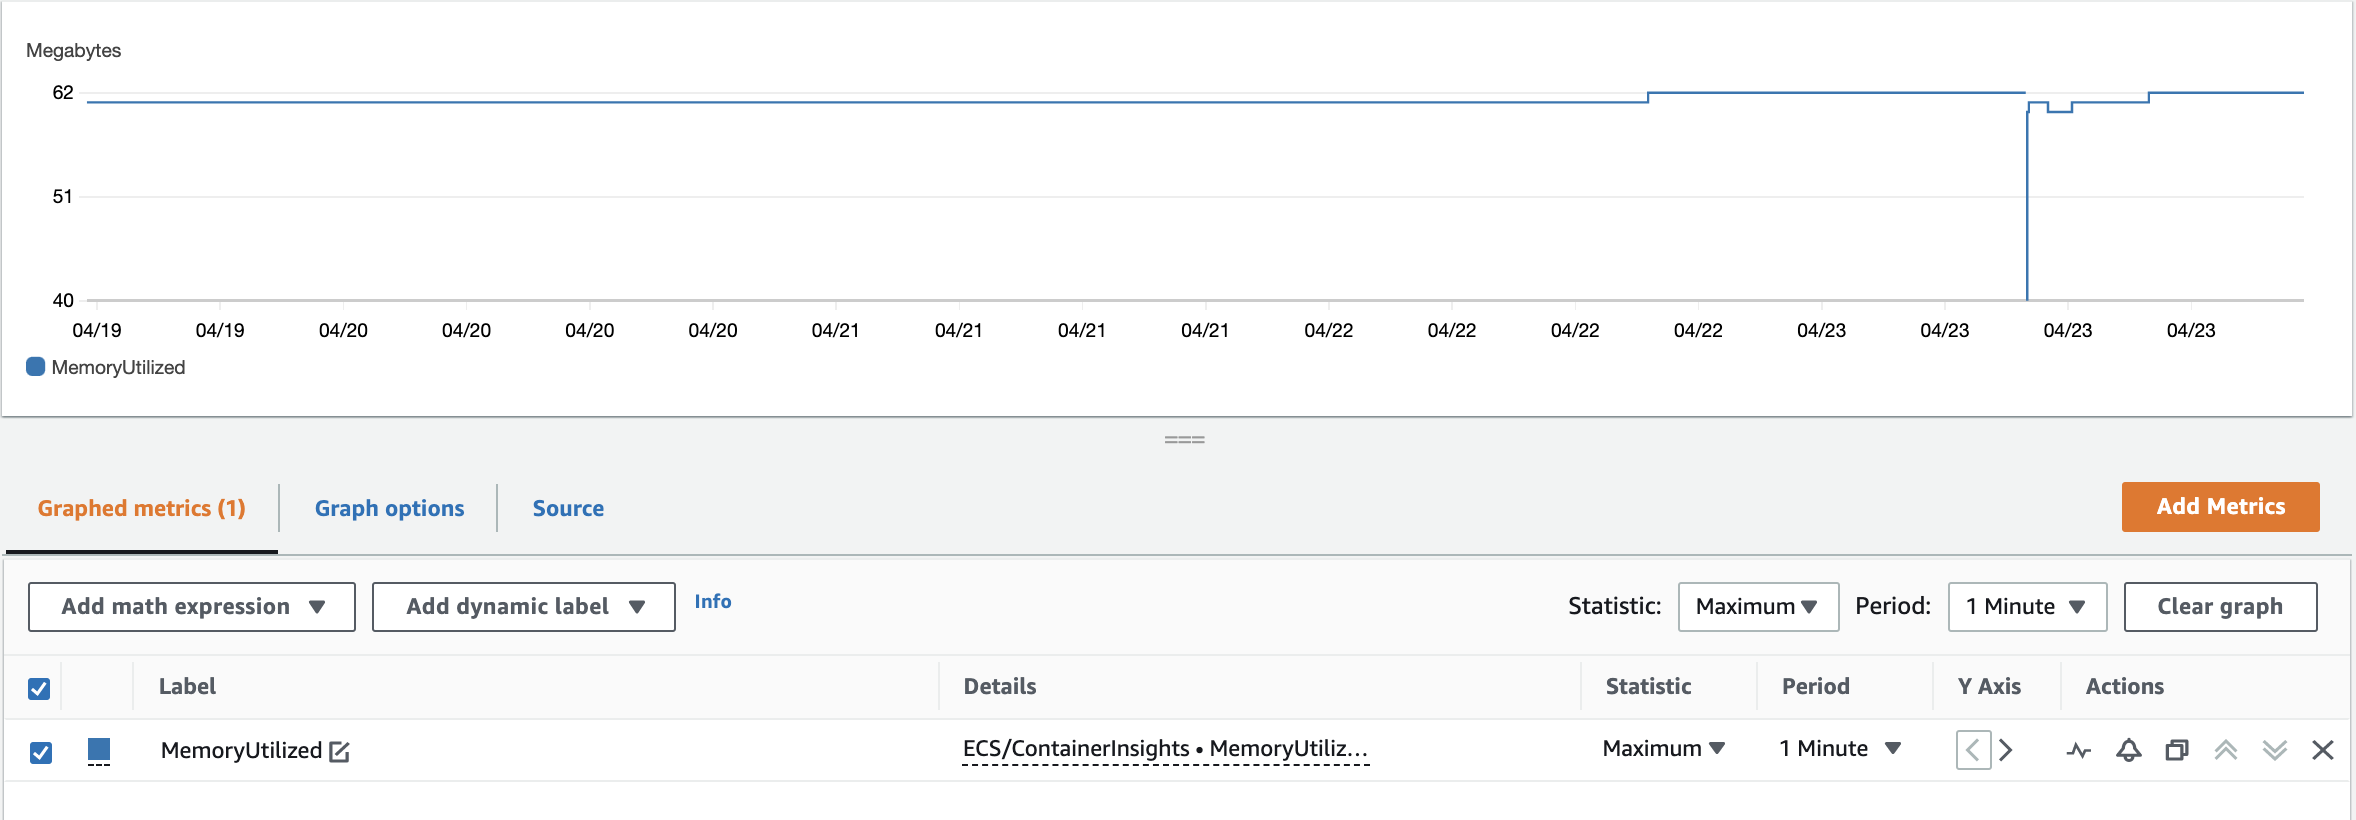 Megabytes
62
51
40
04/19 04/19 04/20 04/20 04/20 04/20 04/21 04/21 04/21 04/21 04/22 04/22 04/22 04/22 04/23 04/23 04/23 04/23
MemoryUtilized
Graphed metrics (1) Graph options Source Add Metrics
Add math expression Add dynamic label Info Statistic: Maximum Period: 1 Minute Clear graph
Label Details Statistic Period Y Axis Actions
MemoryUtilized ECS/ContainerInsights • MemoryUtiliz... Maximum 1 Minute